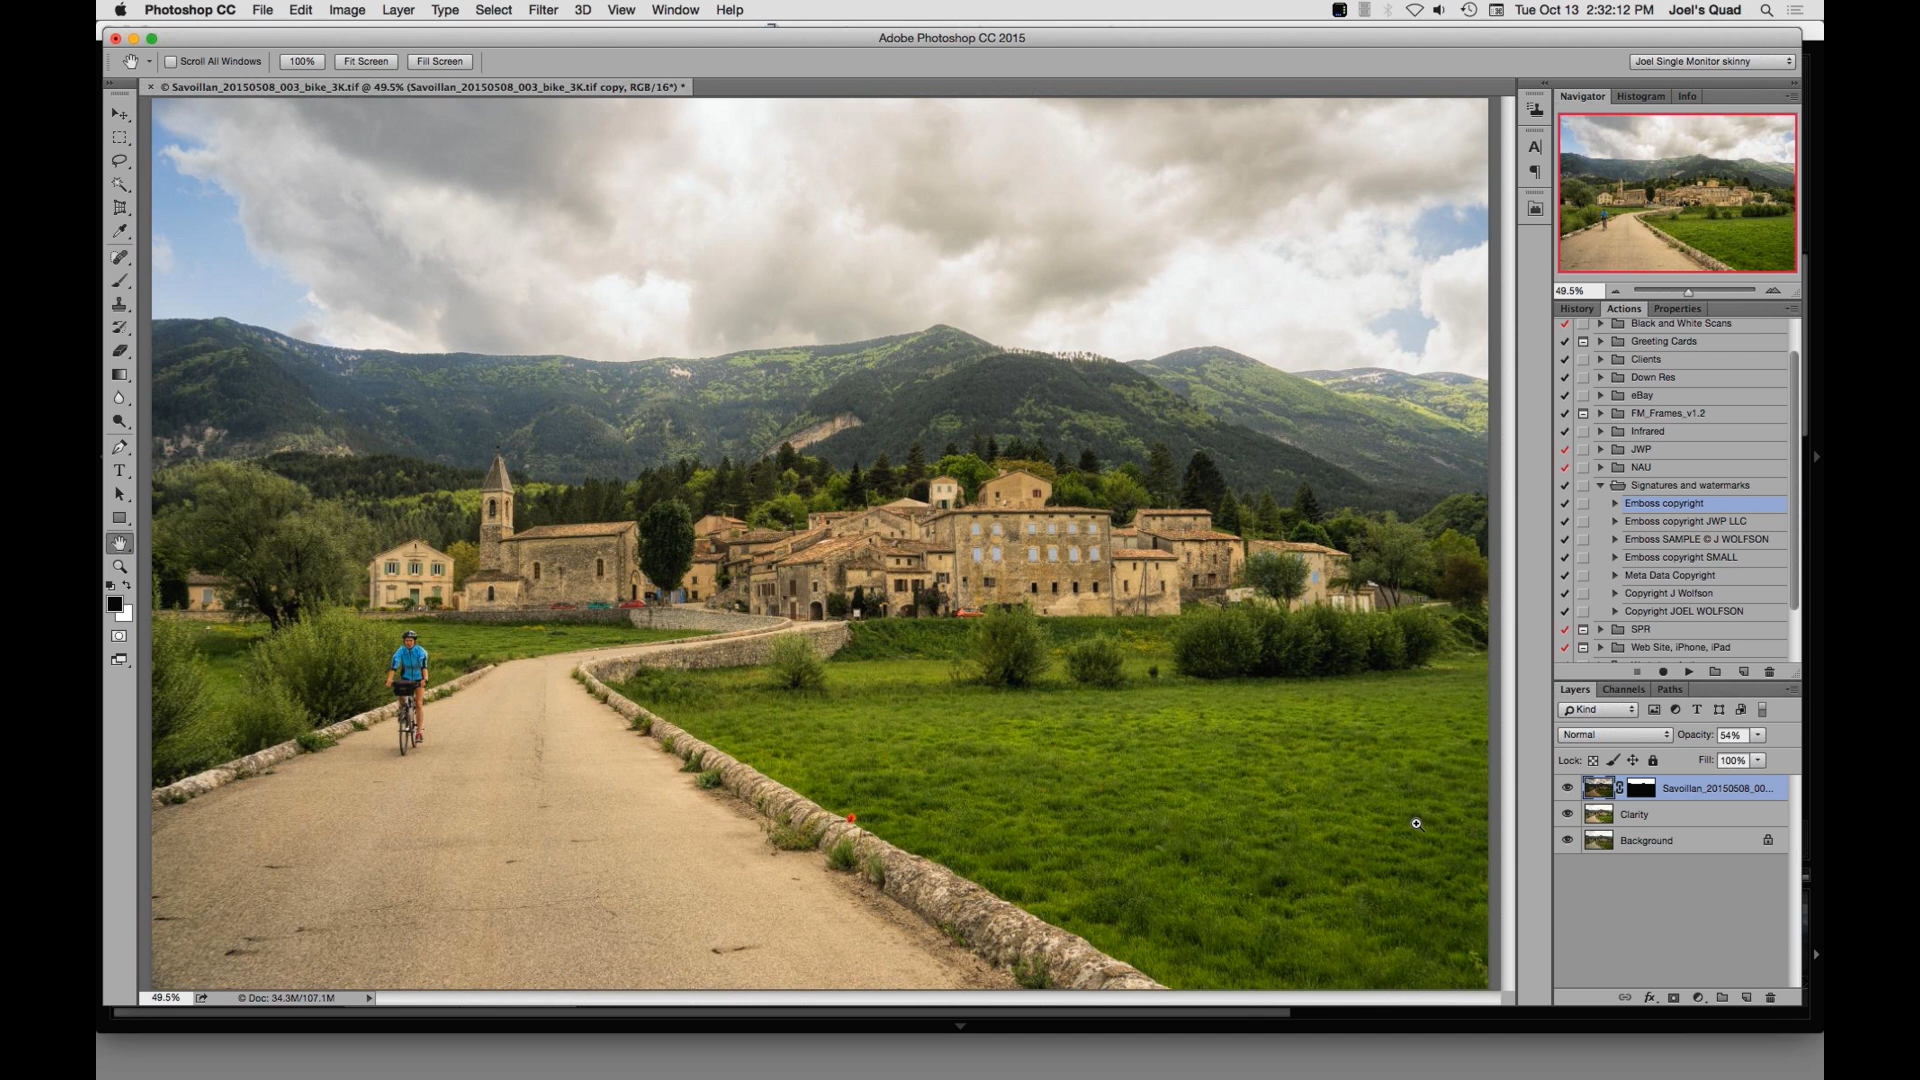 Photoshop CC File Edit Image Layer Type Select Filter 3D View Window Help Tue Oct 13 2:32:12 PM Joel's Quad
Adobe Photoshop CC 2015
Scroll All Windows 100% Fit Screen Fill Screen Joel Single Monitor skinny
× © Savoillan_20150508_003_bike_3K.tif @ 49.5% (Savoillan_20150508_003_bike_3K.tif copy, RGB/16*) *
Navigator Histogram Info
49.5%
History Actions Properties
Black and White Scans
Greeting Cards
Clients
Down Res
eBay
FM_Frames_v1.2
Infrared
JWP
NAU
Signatures and watermarks
Emboss copyright
Emboss copyright JWP LLC
Emboss SAMPLE © J WOLFSON
Emboss copyright SMALL
Meta Data Copyright
Copyright J Wolfson
Copyright JOEL WOLFSON
SPR
Web Site, iPhone, iPad
Layers Channels Paths
Kind
Normal Opacity: 54%
Lock: Fill: 100%
Savoillan_20150508_00...
Clarity
Background
49.5% © Doc: 34.3M/107.1M